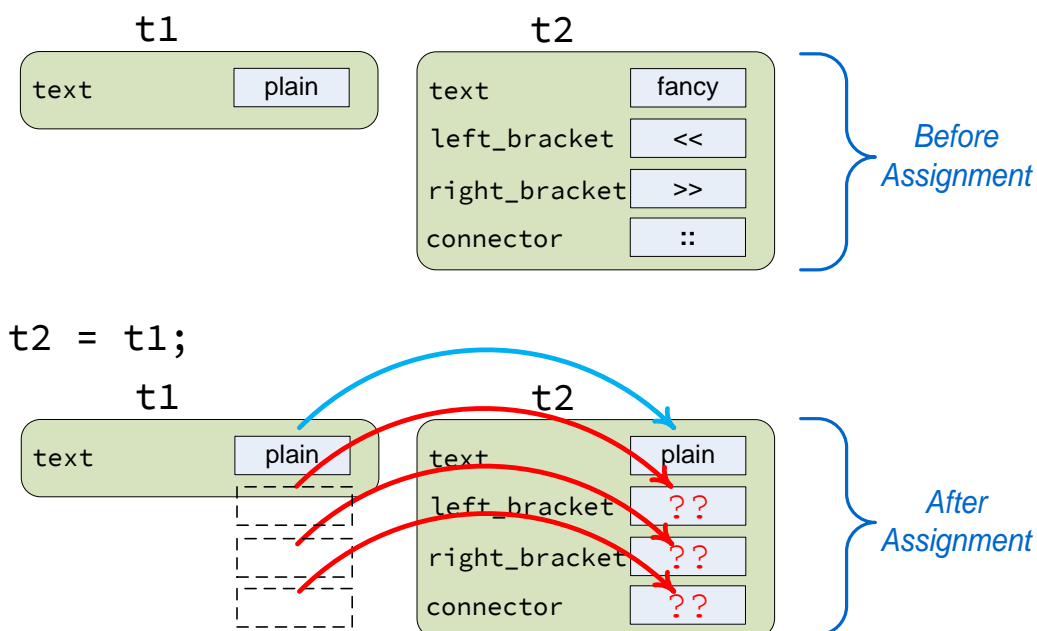 t1
t2
text plain
text fancy
left_bracket <<
right_bracket >>
connector ::
Before
Assignment
t2 = t1;
t1
t2
text plain
text plain
left_bracket ??
right_bracket ??
connector ??
After
Assignment